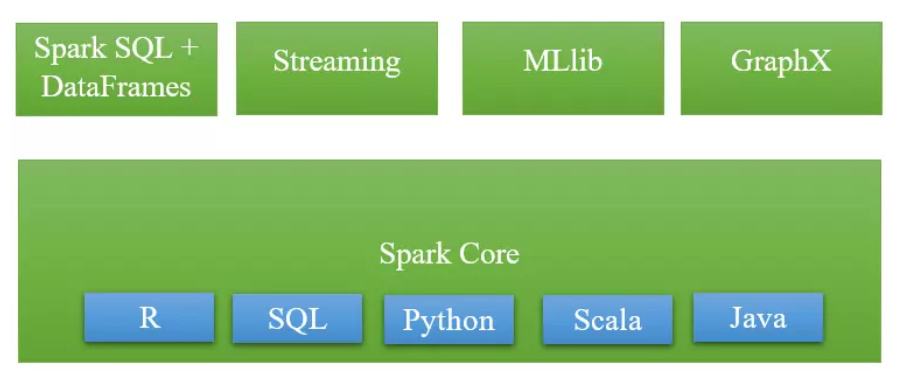 Spark SQL +
DataFrames
Streaming
MLlib
GraphX
Spark Core
R
SQL
Python
Scala
Java